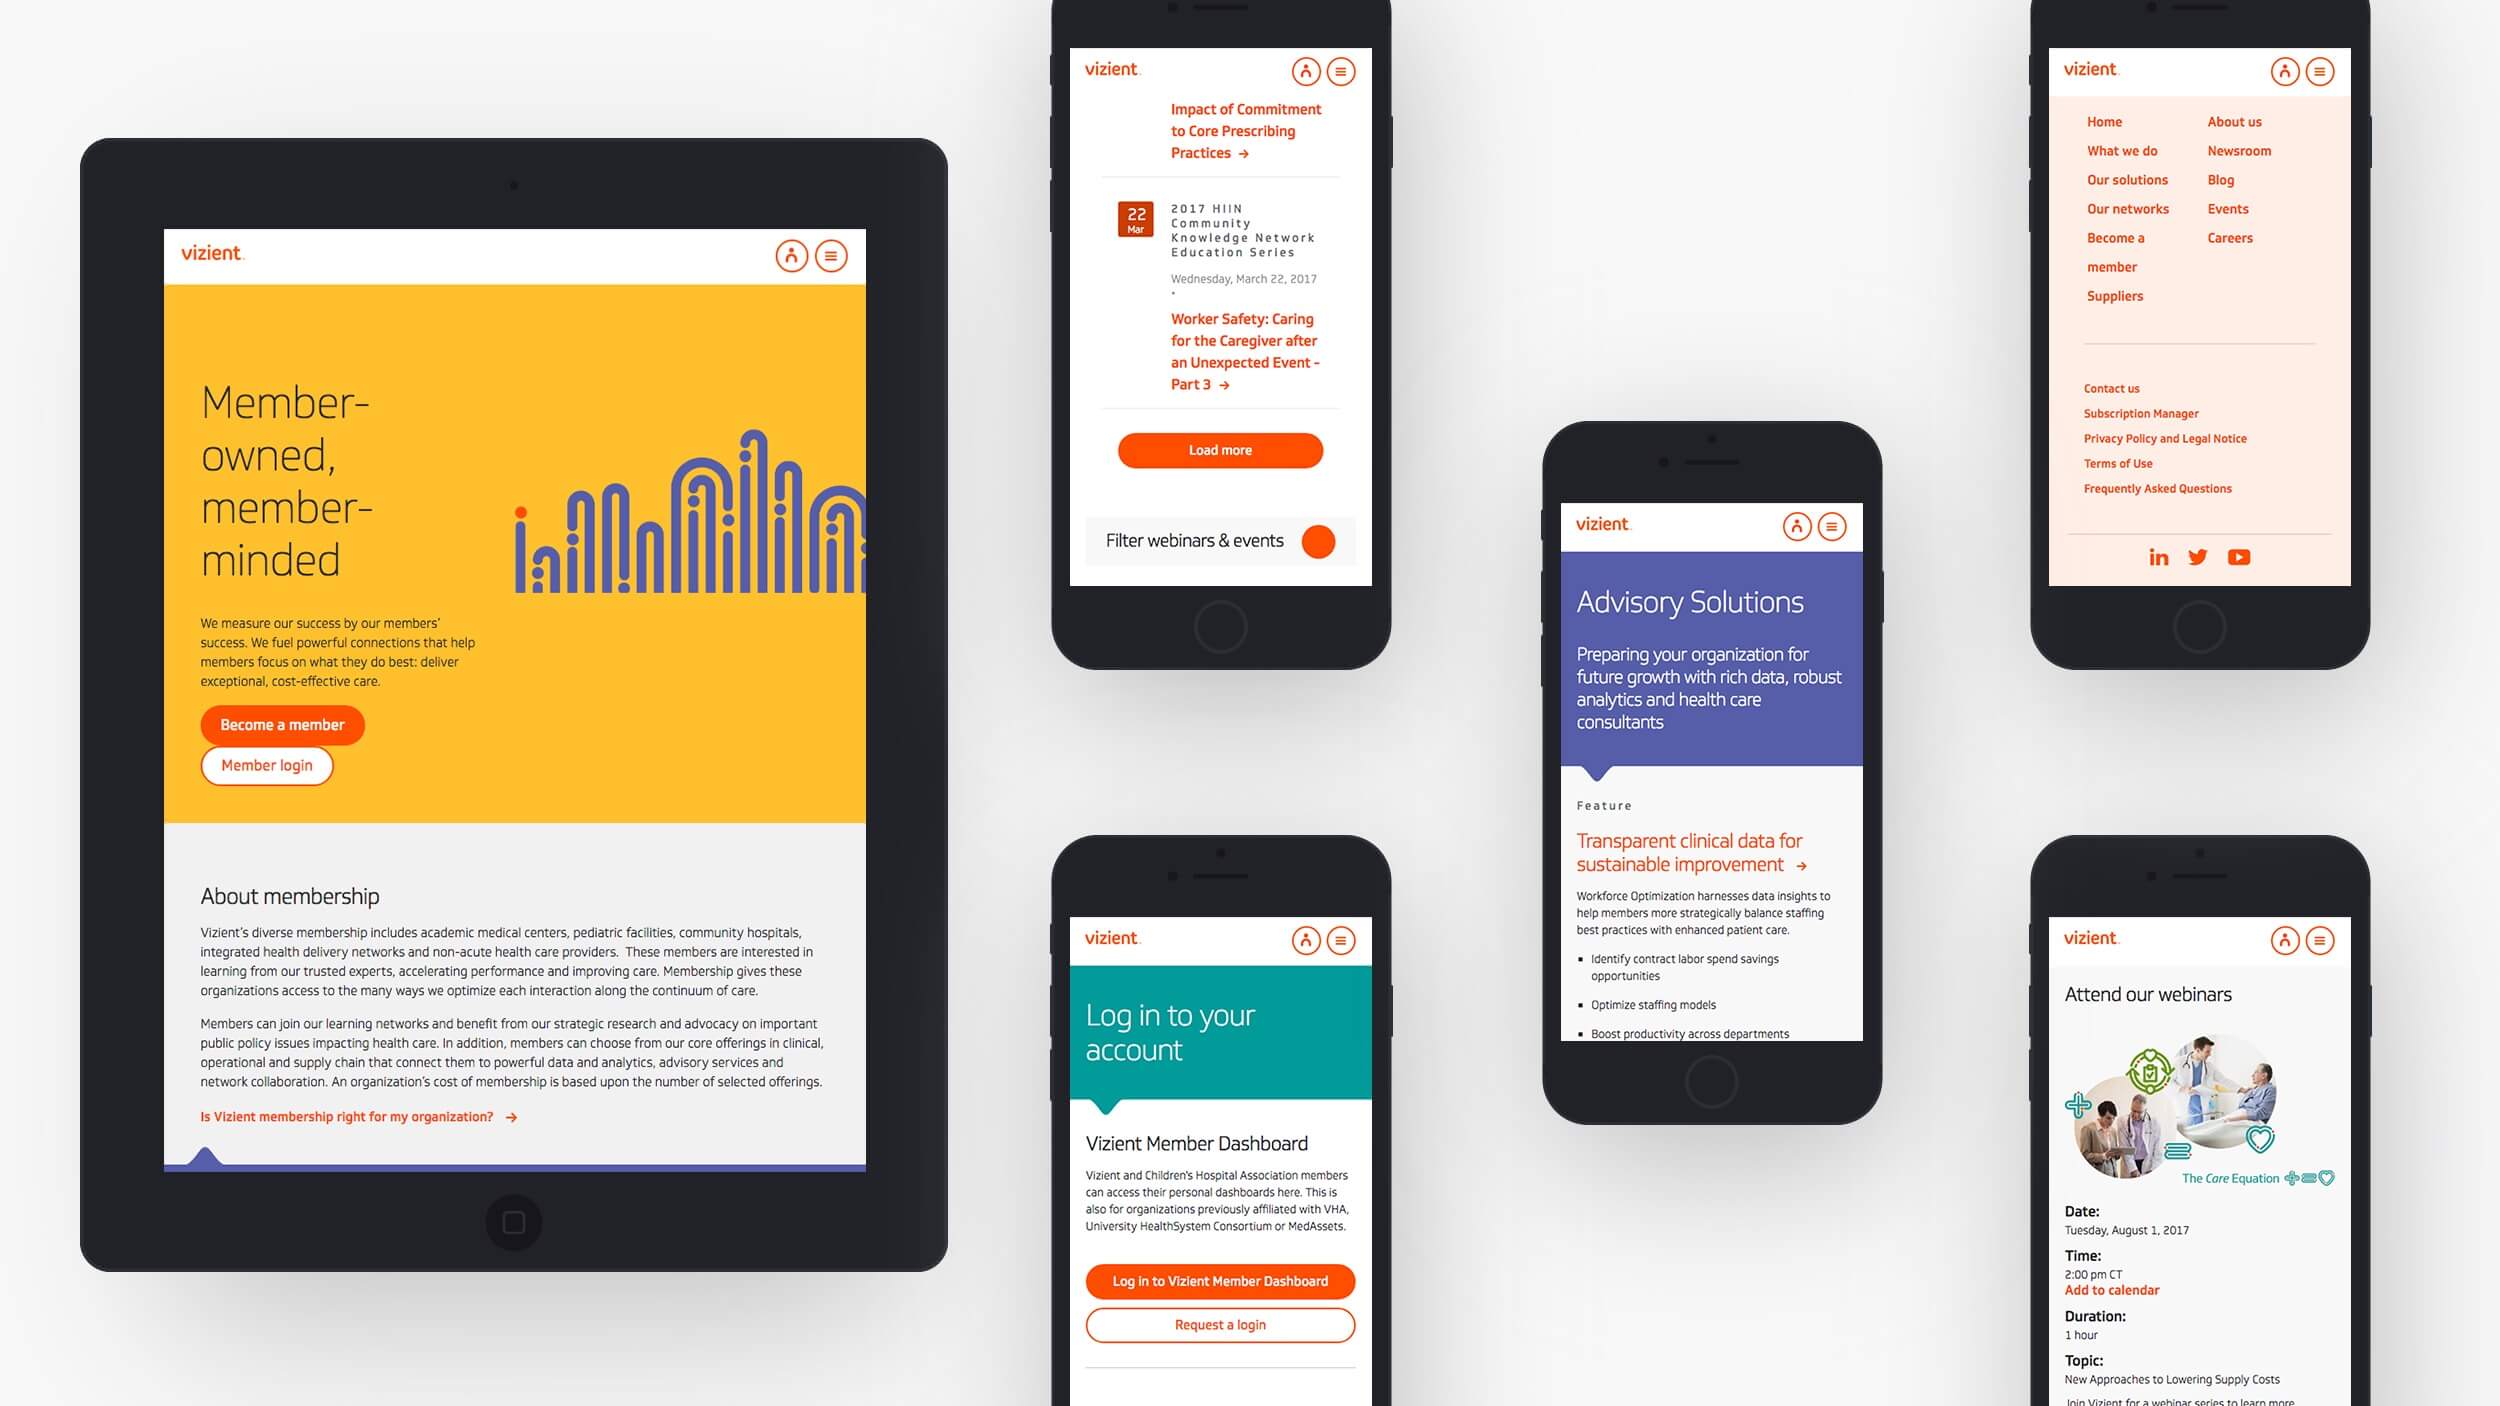 vizient.
Member-
owned,
member-
minded
We measure our success by our members'
success. We fuel powerful connections that help
members focus on what they do best: deliver
exceptional, cost-effective care.
Become a member
Member login
About membership
Vizient's diverse membership includes academic medical centers, pediatric facilities, community hospitals,
integrated health delivery networks and non-acute health care providers. These members are interested in
learning from our trusted experts, accelerating performance and improving care. Membership gives these
organizations access to the many ways we optimize each interaction along the continuum of care.
Members can join our learning networks and benefit from our strategic research and advocacy on important
public policy issues impacting health care. In addition, members can choose from our core offerings in clinical,
operational and supply chain that connect them to powerful data and analytics, advisory services and
network collaboration. An organization's cost of membership is based upon the number of selected offerings.
Is Vizient membership right for my organization? →
vizient.
Impact of Commitment
to Core Prescribing
Practices →
22
Mar
2017 HIIN
Community
Knowledge Network
Education Series
Wednesday, March 22, 2017
•
Worker Safety: Caring
for the Caregiver after
an Unexpected Event -
Part 3 →
Load more
Filter webinars & events
vizient.
Log in to your
account
Vizient Member Dashboard
Vizient and Children's Hospital Association members
can access their personal dashboards here. This is
also for organizations previously affiliated with VHA,
University HealthSystem Consortium or MedAssets.
Log in to Vizient Member Dashboard
Request a login
vizient.
Advisory Solutions
Preparing your organization for
future growth with rich data, robust
analytics and health care
consultants
Feature
Transparent clinical data for
sustainable improvement →
Workforce Optimization harnesses data insights to
help members more strategically balance staffing
best practices with enhanced patient care.
▪ Identify contract labor spend savings
opportunities
▪ Optimize staffing models
▪ Boost productivity across departments
vizient.
Home
What we do
Our solutions
Our networks
Become a
member
Suppliers
About us
Newsroom
Blog
Events
Careers
Contact us
Subscription Manager
Privacy Policy and Legal Notice
Terms of Use
Frequently Asked Questions
in
vizient.
Attend our webinars
The Care Equation
Date:
Tuesday, August 1, 2017
Time:
2:00 pm CT
Add to calendar
Duration:
1 hour
Topic:
New Approaches to Lowering Supply Costs
Join Vizient for a webinar series to learn more